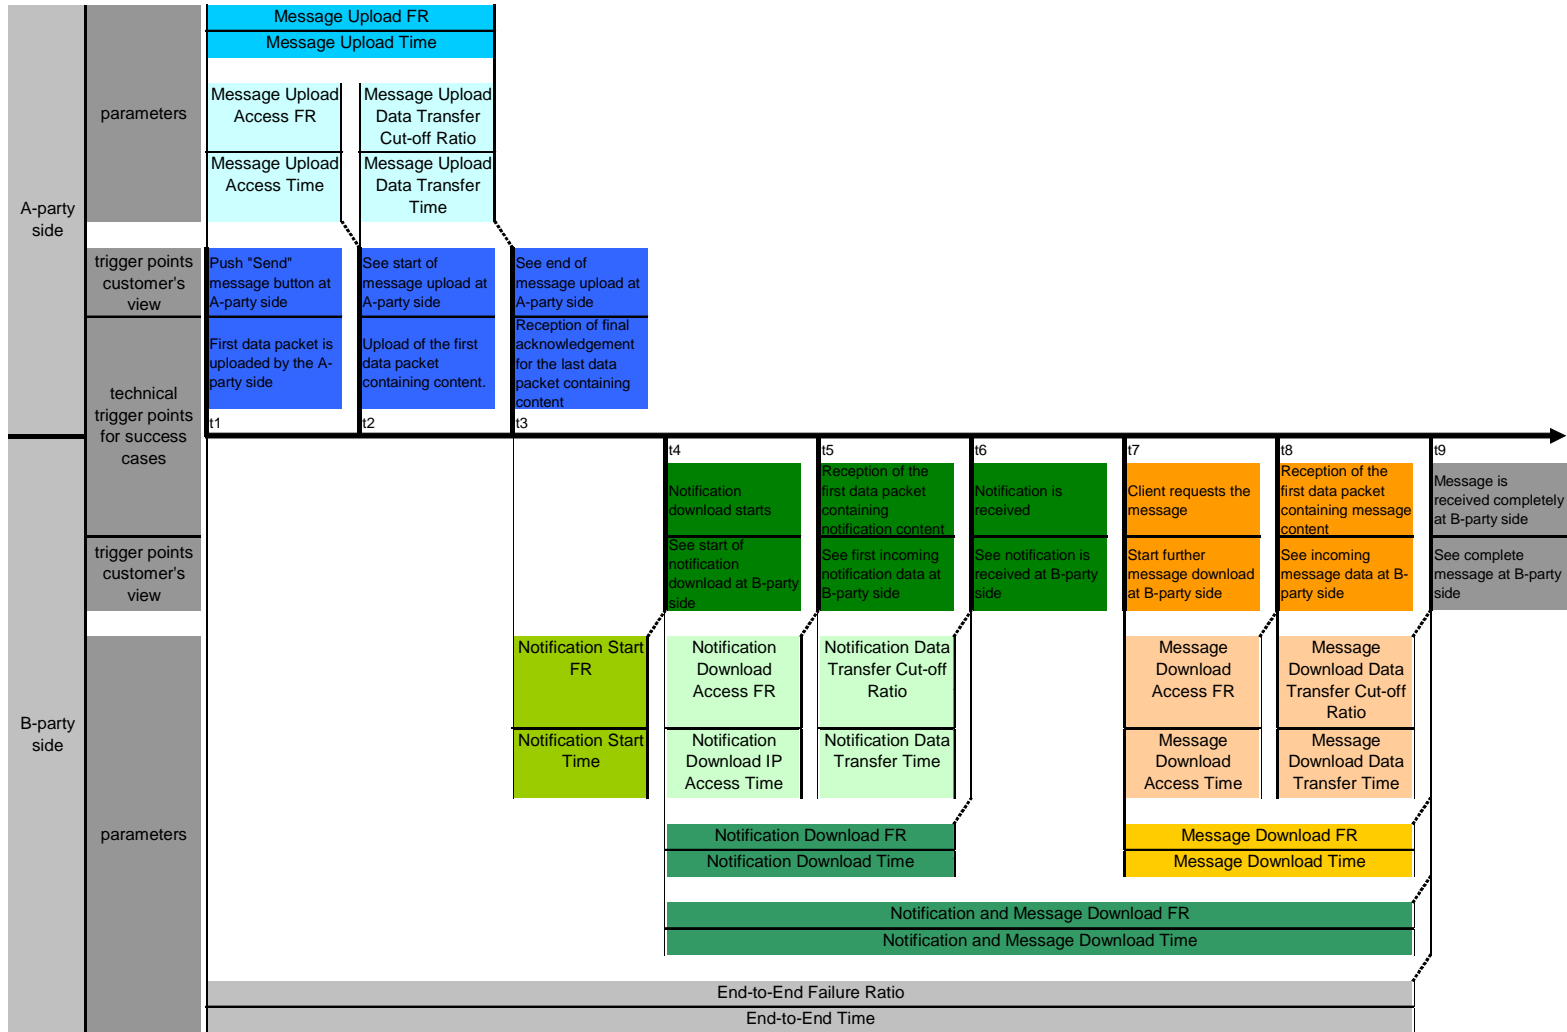 Message Upload FR
Message Upload Time
A-party
side
parameters
Message Upload
Access FR
Message Upload
Access Time
Message Upload
Data Transfer
Cut-off Ratio
Message Upload
Data Transfer
Time
trigger points
customer's
view
Push "Send"
message button at
A-party side
See start of
message upload at
A-party side
See end of
message upload at
A-party side
technical
trigger points
for success
cases
First data packet is
uploaded by the A-
party side
Upload of the first
data packet
containing content.
Reception of final
acknowledgement
for the last data
packet containing
content
t1
t2
t3
t4
t5
t6
t7
t8
t9
B-party
side
Notification
download starts
Reception of the
first data packet
containing
notification content
Notification is
received
Client requests the
message
Reception of the
first data packet
containing message
content
Message is
received completely
at B-party side
trigger points
customer's
view
See start of
notification
download at B-party
side
See first incoming
notification data at
B-party side
See notification is
received at B-party
side
Start further
message download
at B-party side
See incoming
message data at B-
party side
See complete
message at B-party
side
parameters
Notification Start
FR
Notification Start
Time
Notification
Download
Access FR
Notification
Download IP
Access Time
Notification Data
Transfer Cut-off
Ratio
Notification Data
Transfer Time
Message
Download
Access FR
Message
Download
Access Time
Message
Download Data
Transfer Cut-off
Ratio
Message
Download Data
Transfer Time
Notification Download FR
Notification Download Time
Message Download FR
Message Download Time
Notification and Message Download FR
Notification and Message Download Time
End-to-End Failure Ratio
End-to-End Time